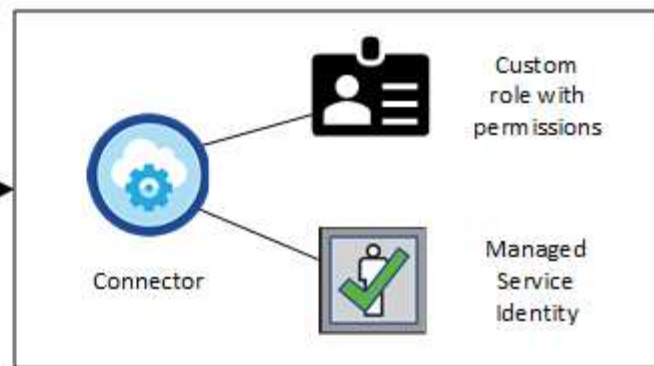 Custom
role with
permissions
Connector
Managed
Service
Identity